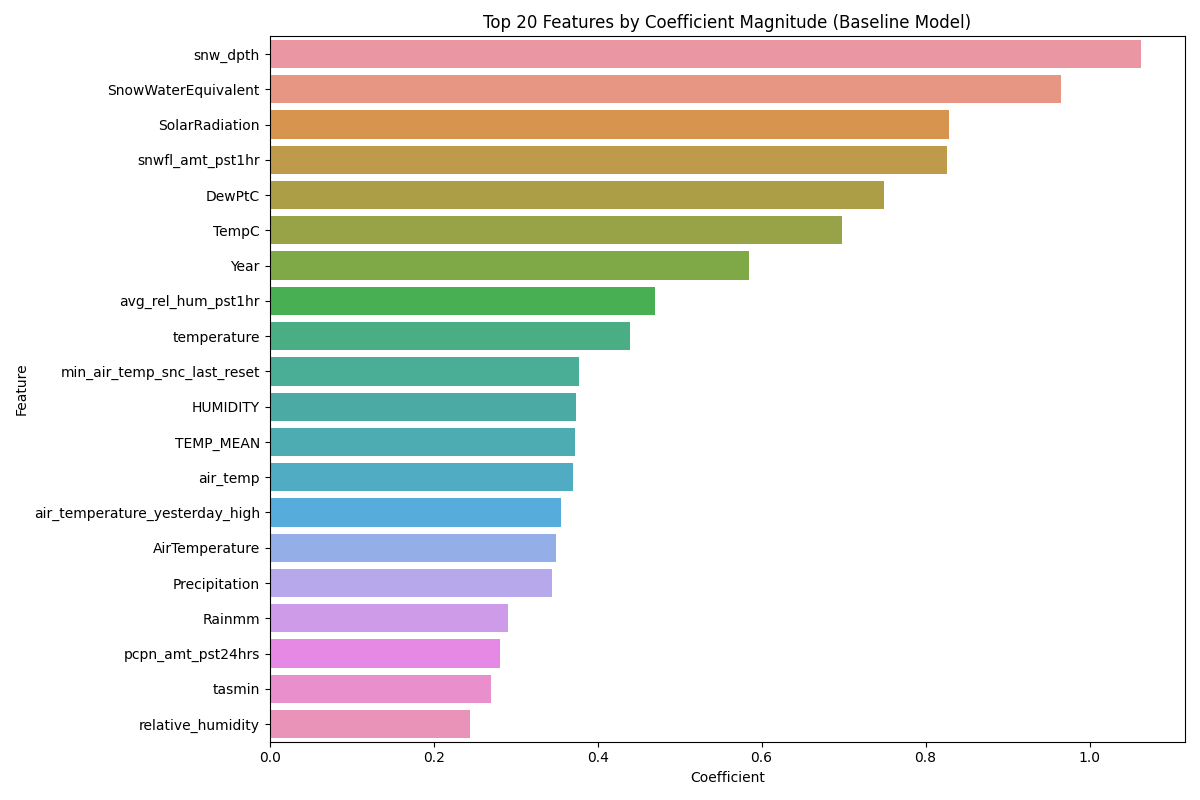 Top 20 Features by Coefficient Magnitude (Baseline Model)
snw_dpth
SnowWaterEquivalent
SolarRadiation
snwfl_amt_pst1hr
DewPtC
TempC
Year
avg_rel_hum_pst1hr
temperature
min_air_temp_snc_last_reset
HUMIDITY
TEMP_MEAN
air_temp
air_temperature_yesterday_high
AirTemperature
Precipitation
Rainmm
pcpn_amt_pst24hrs
tasmin
relative_humidity
Feature
0.0 0.2 0.4 0.6 0.8 1.0
Coefficient